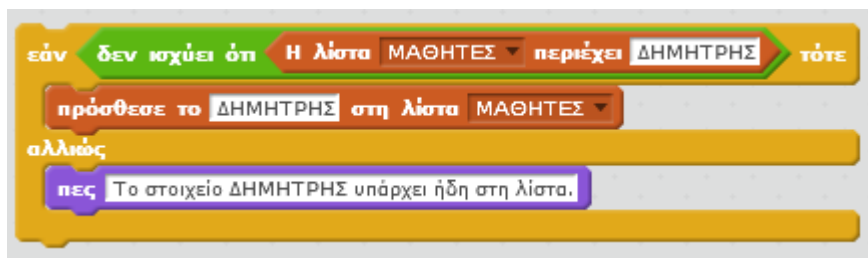 εάν δεν ισχύει ότι Η λίστα ΜΑΘΗΤΕΣ περιέχει ΔΗΜΗΤΡΗΣ τότε
πρόσθεσε το ΔΗΜΗΤΡΗΣ στη λίστα ΜΑΘΗΤΕΣ
αλλιώς
πες Το στοιχείο ΔΗΜΗΤΡΗΣ υπάρχει ήδη στη λίστα.